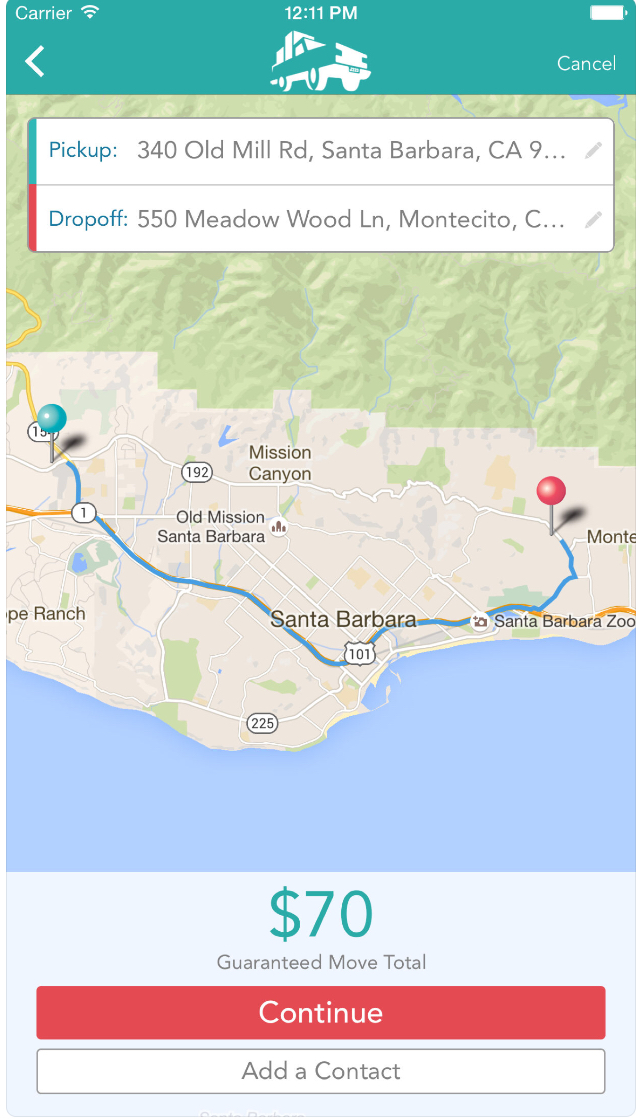 Carrier 12:11 PM
Cancel
Pickup: 340 Old Mill Rd, Santa Barbara, CA 9...
Dropoff: 550 Meadow Wood Ln, Montecito, C...
154
192
Mission
Canyon
1
Old Mission
Santa Barbara
Monte
ope Ranch
Santa Barbara
Santa Barbara Zoo
101
225
$70
Guaranteed Move Total
Continue
Add a Contact
Santa Barbara